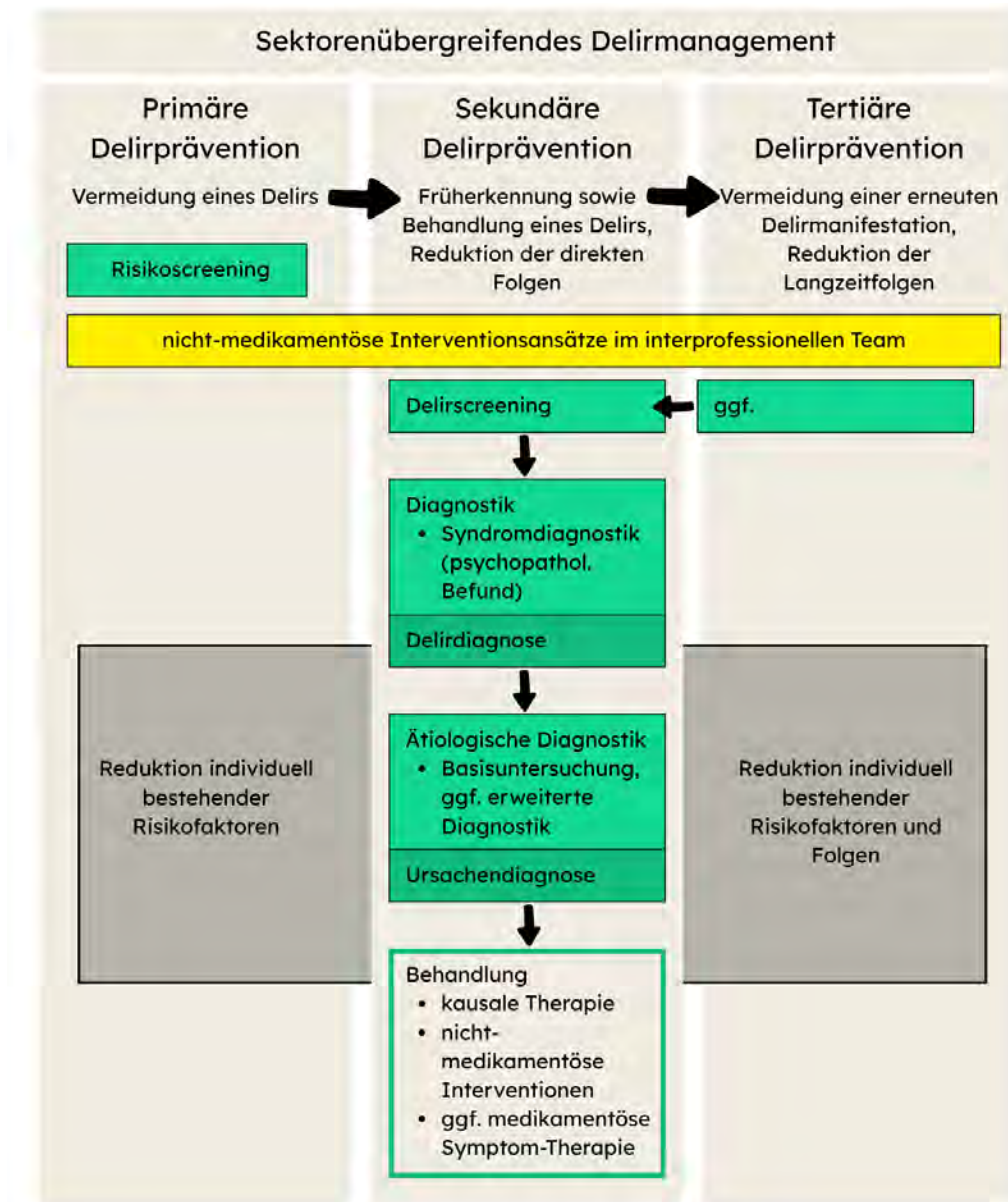 Sektorenübergreifendes Delirmanagement
Primäre
Delirprävention
Vermeidung eines Delirs
Sekundäre
Delirprävention
Früherkennung sowie
Behandlung eines Delirs,
Reduktion der direkten
Folgen
Tertiäre
Delirprävention
Vermeidung einer erneuten
Delirmanifestation,
Reduktion der
Langzeitfolgen
Risikoscreening
nicht-medikamentöse Interventionsansätze im interprofessionellen Team
Delirscreening
ggf.
Diagnostik
• Syndromdiagnostik
(psychopathol.
Befund)
Delirdiagnose
Ätiologische Diagnostik
• Basisuntersuchung,
ggf. erweiterte
Diagnostik
Ursachendiagnose
Reduktion individuell
bestehender
Risikofaktoren
Reduktion individuell
bestehender
Risikofaktoren und
Folgen
Behandlung
• kausale Therapie
• nicht-
medikamentöse
Interventionen
• ggf. medikamentöse
Symptom-Therapie